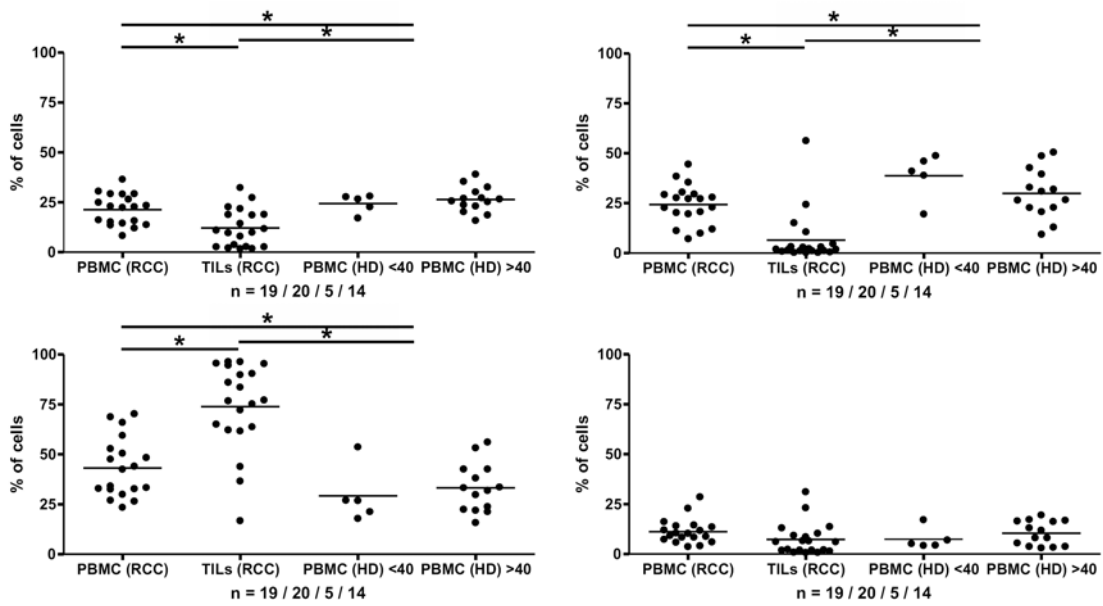 * *
* * * *
100 100
75 75
% of cells 50 % of cells 50
25 25
0 0
PBMC (RCC) TILs (RCC) PBMC (HD) <40 PBMC (HD) >40 PBMC (RCC) TILs (RCC) PBMC (HD) <40 PBMC (HD) >40
n = 19 / 20 / 5 / 14 n = 19 / 20 / 5 / 14
*
* *
100 100
75 75
% of cells 50 % of cells 50
25 25
0 0
PBMC (RCC) TILs (RCC) PBMC (HD) <40 PBMC (HD) >40 PBMC (RCC) TILs (RCC) PBMC (HD) <40 PBMC (HD) >40
n = 19 / 20 / 5 / 14 n = 19 / 20 / 5 / 14